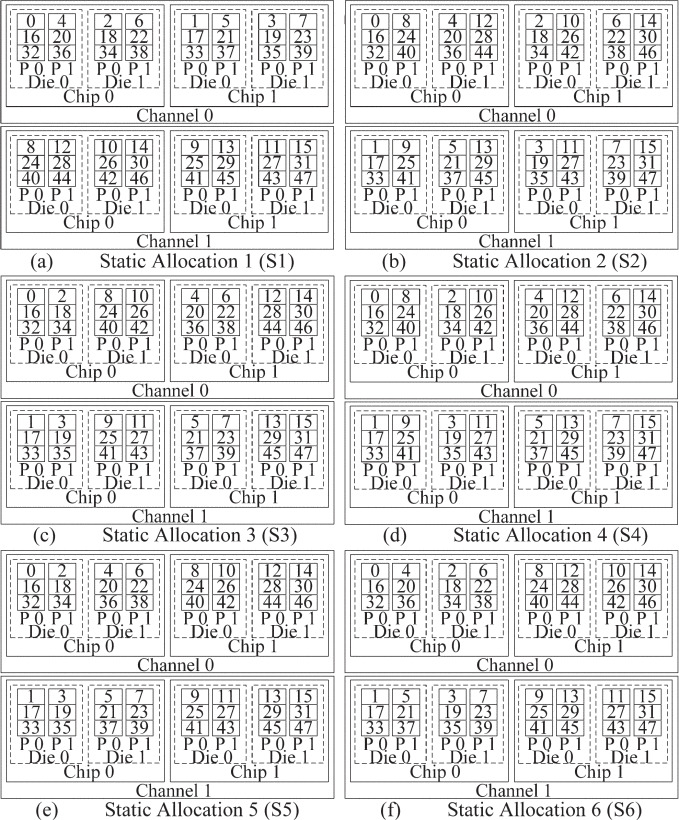 0 4 2 6 1 5 3 7 0 8 4 12 2 10 6 14
16 20 18 22 17 21 19 23 16 24 20 28 18 26 22 30
32 36 34 38 33 37 35 39 32 40 36 44 34 42 38 46
P 0 P 1 P 0 P 1 P 0 P 1 P 0 P 1 P 0 P 1 P 0 P 1 P 0 P 1 P 0 P 1
Die 0 Die 1 Die 0 Die 1 Die 0 Die 1 Die 0 Die 1
Chip 0 Chip 1 Chip 0 Chip 1
Channel 0 Channel 0
8 12 10 14 9 13 11 15 1 9 5 13 3 11 7 15
24 28 26 30 25 29 27 31 17 25 21 29 19 27 23 31
40 44 42 46 41 45 43 47 33 41 37 45 35 43 39 47
P 0 P 1 P 0 P 1 P 0 P 1 P 0 P 1 P 0 P 1 P 0 P 1 P 0 P 1 P 0 P 1
Die 0 Die 1 Die 0 Die 1 Die 0 Die 1 Die 0 Die 1
Chip 0 Chip 1 Chip 0 Chip 1
Channel 1 Channel 1
(a) Static Allocation 1 (S1) (b) Static Allocation 2 (S2)
0 2 8 10 4 6 12 14 0 8 2 10 4 12 6 14
16 18 24 26 20 22 28 30 16 24 18 26 20 28 22 30
32 34 40 42 36 38 44 46 32 40 34 42 36 44 38 46
P 0 P 1 P 0 P 1 P 0 P 1 P 0 P 1 P 0 P 1 P 0 P 1 P 0 P 1 P 0 P 1
Die 0 Die 1 Die 0 Die 1 Die 0 Die 1 Die 0 Die 1
Chip 0 Chip 1 Chip 0 Chip 1
Channel 0 Channel 0
1 3 9 11 5 7 13 15 1 9 3 11 5 13 7 15
17 19 25 27 21 23 29 31 17 25 19 27 21 29 23 31
33 35 41 43 37 39 45 47 33 41 35 43 37 45 39 47
P 0 P 1 P 0 P 1 P 0 P 1 P 0 P 1 P 0 P 1 P 0 P 1 P 0 P 1 P 0 P 1
Die 0 Die 1 Die 0 Die 1 Die 0 Die 1 Die 0 Die 1
Chip 0 Chip 1 Chip 0 Chip 1
Channel 1 Channel 1
(c) Static Allocation 3 (S3) (d) Static Allocation 4 (S4)
0 2 4 6 8 10 12 14 0 4 2 6 8 12 10 14
16 18 20 22 24 26 28 30 16 20 18 22 24 28 26 30
32 34 36 38 40 42 44 46 32 36 34 38 40 44 42 46
P 0 P 1 P 0 P 1 P 0 P 1 P 0 P 1 P 0 P 1 P 0 P 1 P 0 P 1 P 0 P 1
Die 0 Die 1 Die 0 Die 1 Die 0 Die 1 Die 0 Die 1
Chip 0 Chip 1 Chip 0 Chip 1
Channel 0 Channel 0
1 3 5 7 9 11 13 15 1 5 3 7 9 13 11 15
17 19 21 23 25 27 29 31 17 21 19 23 25 29 27 31
33 35 37 39 41 43 45 47 33 37 35 39 41 45 43 47
P 0 P 1 P 0 P 1 P 0 P 1 P 0 P 1 P 0 P 1 P 0 P 1 P 0 P 1 P 0 P 1
Die 0 Die 1 Die 0 Die 1 Die 0 Die 1 Die 0 Die 1
Chip 0 Chip 1 Chip 0 Chip 1
Channel 1 Channel 1
(e) Static Allocation 5 (S5) (f) Static Allocation 6 (S6)